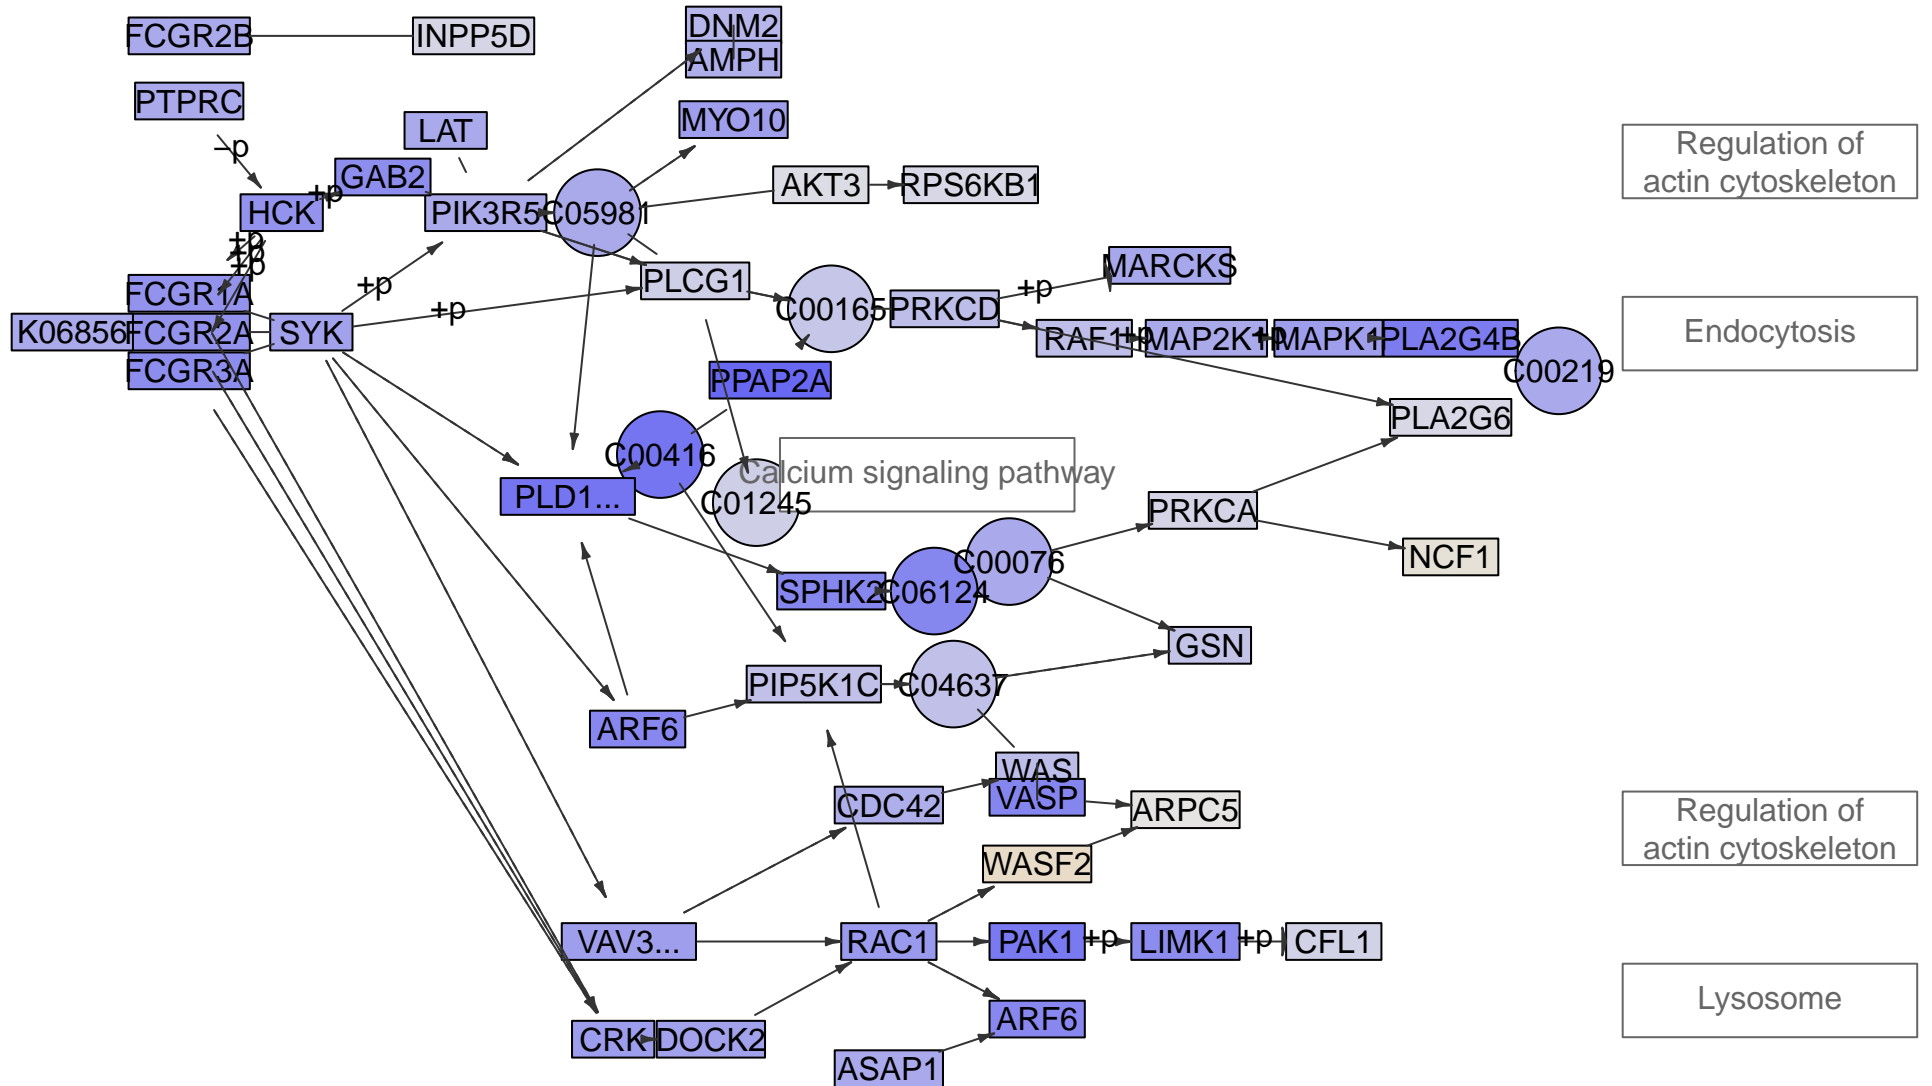 FCGR2B
INPP5D
DNM2
AMPH
PTPRC
LAT
MYO10
Regulation of
actin cytoskeleton
–p
GAB2
+p
HCK
PIK3R5
C05981
AKT3
RPS6KB1
+p
+p
+p
FCGR1A
+p
PLCG1
C00165
PRKCD
+p
MARCKS
K06856
FCGR2A
SYK
+p
RAF1
+p
MAP2K1
+p
MAPK1
PLA2G4B
Endocytosis
FCGR3A
PPAP2A
C00219
PLA2G6
C00416
Calcium signaling pathway
PLD1...
C01245
PRKCA
NCF1
C00076
SPHK2
C06124
GSN
PIP5K1C
C04637
ARF6
WAS
VASP
CDC42
ARPC5
Regulation of
actin cytoskeleton
WASF2
VAV3...
RAC1
PAK1
+p
LIMK1
+p
CFL1
Lysosome
ARF6
CRK
DOCK2
ASAP1